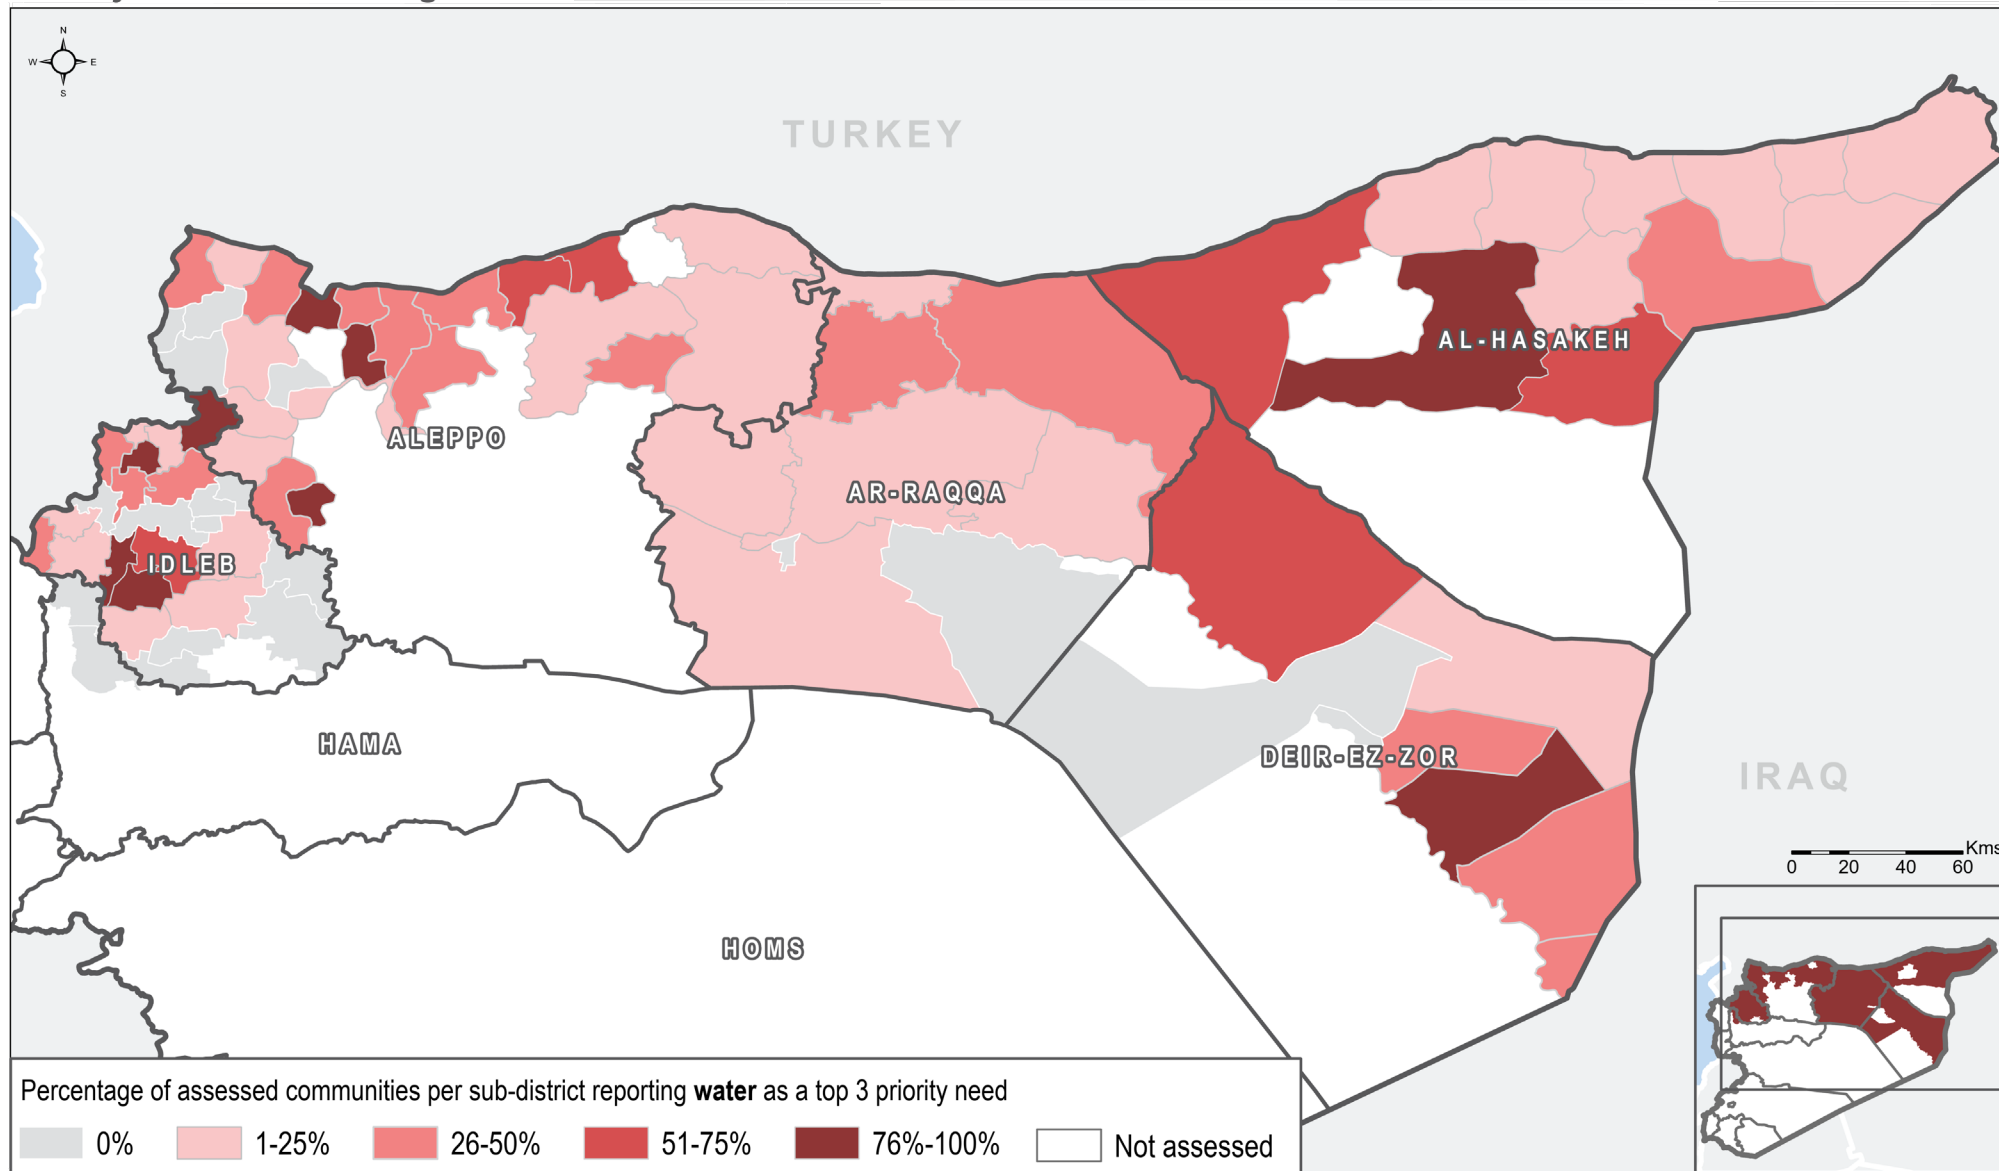 N
W E
S
TURKEY
AL-HASAKEH
ALEPPO
AR-RAQQA
IDLEB
HAMA
DEIR-EZ-ZOR
IRAQ
Kms
0 20 40 60
HOMS
Percentage of assessed communities per sub-district reporting water as a top 3 priority need
0% 1-25% 26-50% 51-75% 76%-100% Not assessed